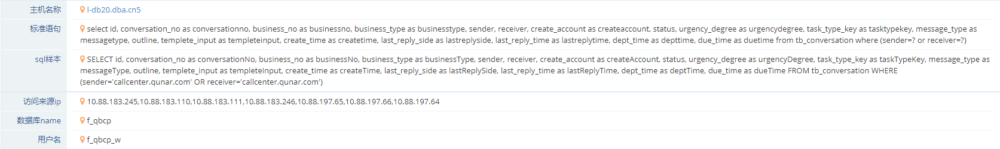 主机名称 l-db20.dba.cn5
标准语句 select id, conversation_no as conversationno, business_no as businessno, business_type as businesstype, sender, receiver, create_account as createaccount, status, urgency_degree as urgencydegree, task_type_key as tasktypekey, message_type as
messagetype, outline, templete_input as templeteinput, create_time as createtime, last_reply_side as lastreplyside, last_reply_time as lastreplytime, dept_time as depttime, due_time as duetime from tb_conversation where (sender=? or receiver=?)
sql样本 SELECT id, conversation_no as conversationNo, business_no as businessNo, business_type as businessType, sender, receiver, create_account as createAccount, status, urgency_degree as urgencyDegree, task_type_key as taskTypeKey, message_type as
messageType, outline, templete_input as templeteInput, create_time as createTime, last_reply_side as lastReplySide, last_reply_time as lastReplyTime, dept_time as deptTime, due_time as dueTime FROM tb_conversation WHERE
(sender='callcenter.qunar.com' OR receiver='callcenter.qunar.com')
访问来源ip 10.88.183.245,10.88.183.110,10.88.183.111,10.88.183.246,10.88.197.65,10.88.197.66,10.88.197.64
数据库name f_qbcp
用户名 f_qbcp_w